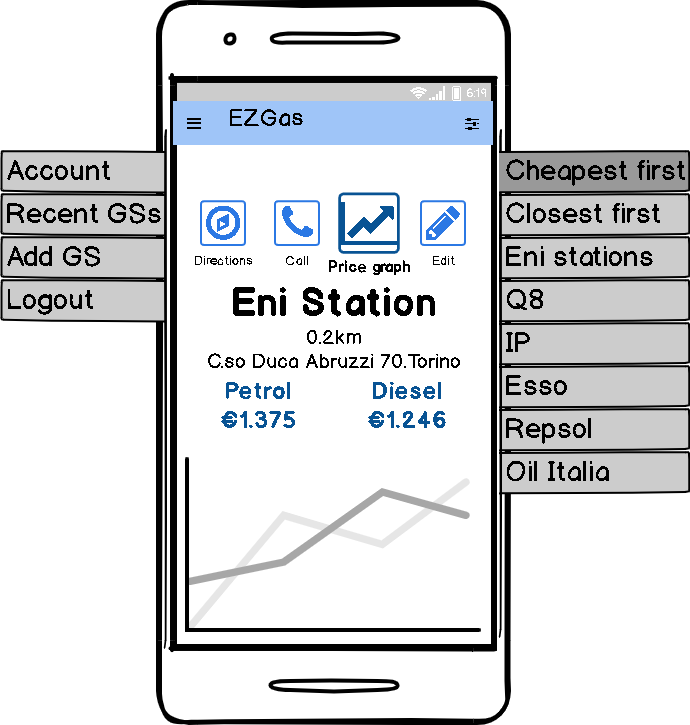 6:19
EZGas
Account
Recent GSs
Add GS
Logout
Cheapest first
Closest first
Eni stations
Q8
IP
Esso
Repsol
Oil Italia
Directions
Call
Price graph
Edit
Eni Station
0.2km
C.so Duca Abruzzi 70.Torino
Petrol
Diesel
€1.375
€1.246